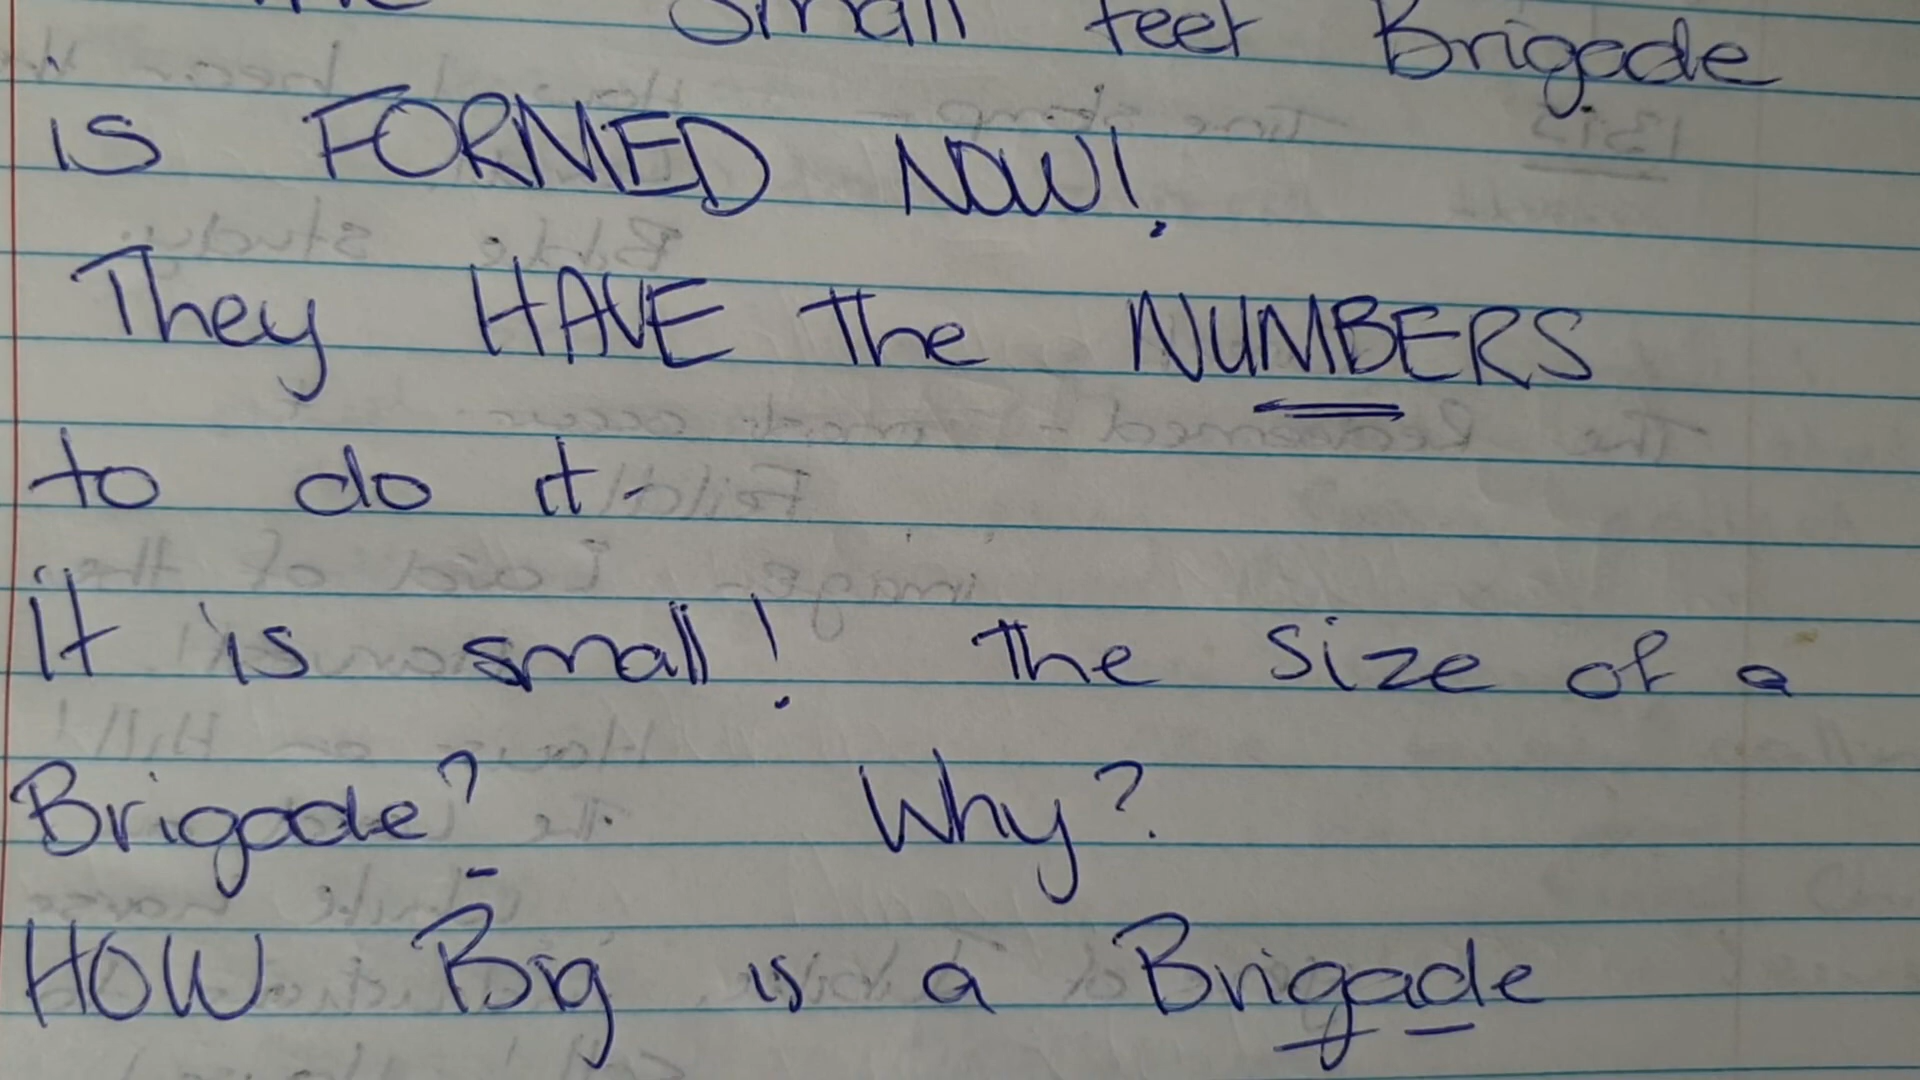 The Small feet Brigade
is FORMED NOW!
They HAVE the NUMBERS
to do it-
it is small! the size of a
Brigade? Why?
HOW Big is a Brigade